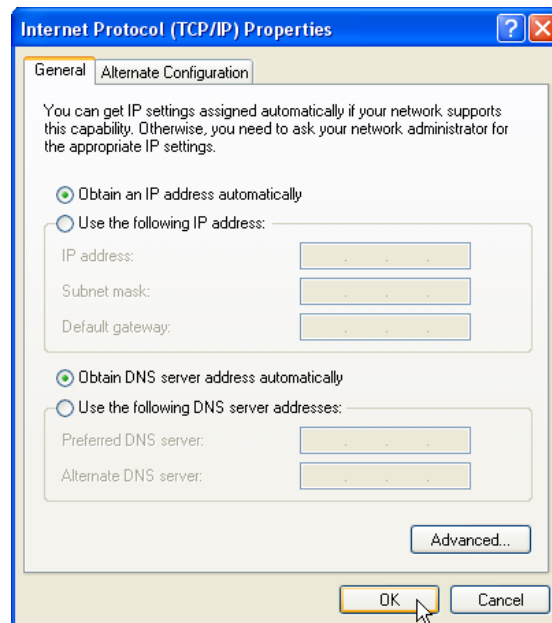 Internet Protocol (TCP/IP) Properties
General Alternate Configuration
You can get IP settings assigned automatically if your network supports
this capability. Otherwise, you need to ask your network administrator for
the appropriate IP settings.
Obtain an IP address automatically
Use the following IP address:
IP address:
Subnet mask:
Default gateway:
Obtain DNS server address automatically
Use the following DNS server addresses:
Preferred DNS server:
Alternate DNS server:
Advanced...
OK Cancel